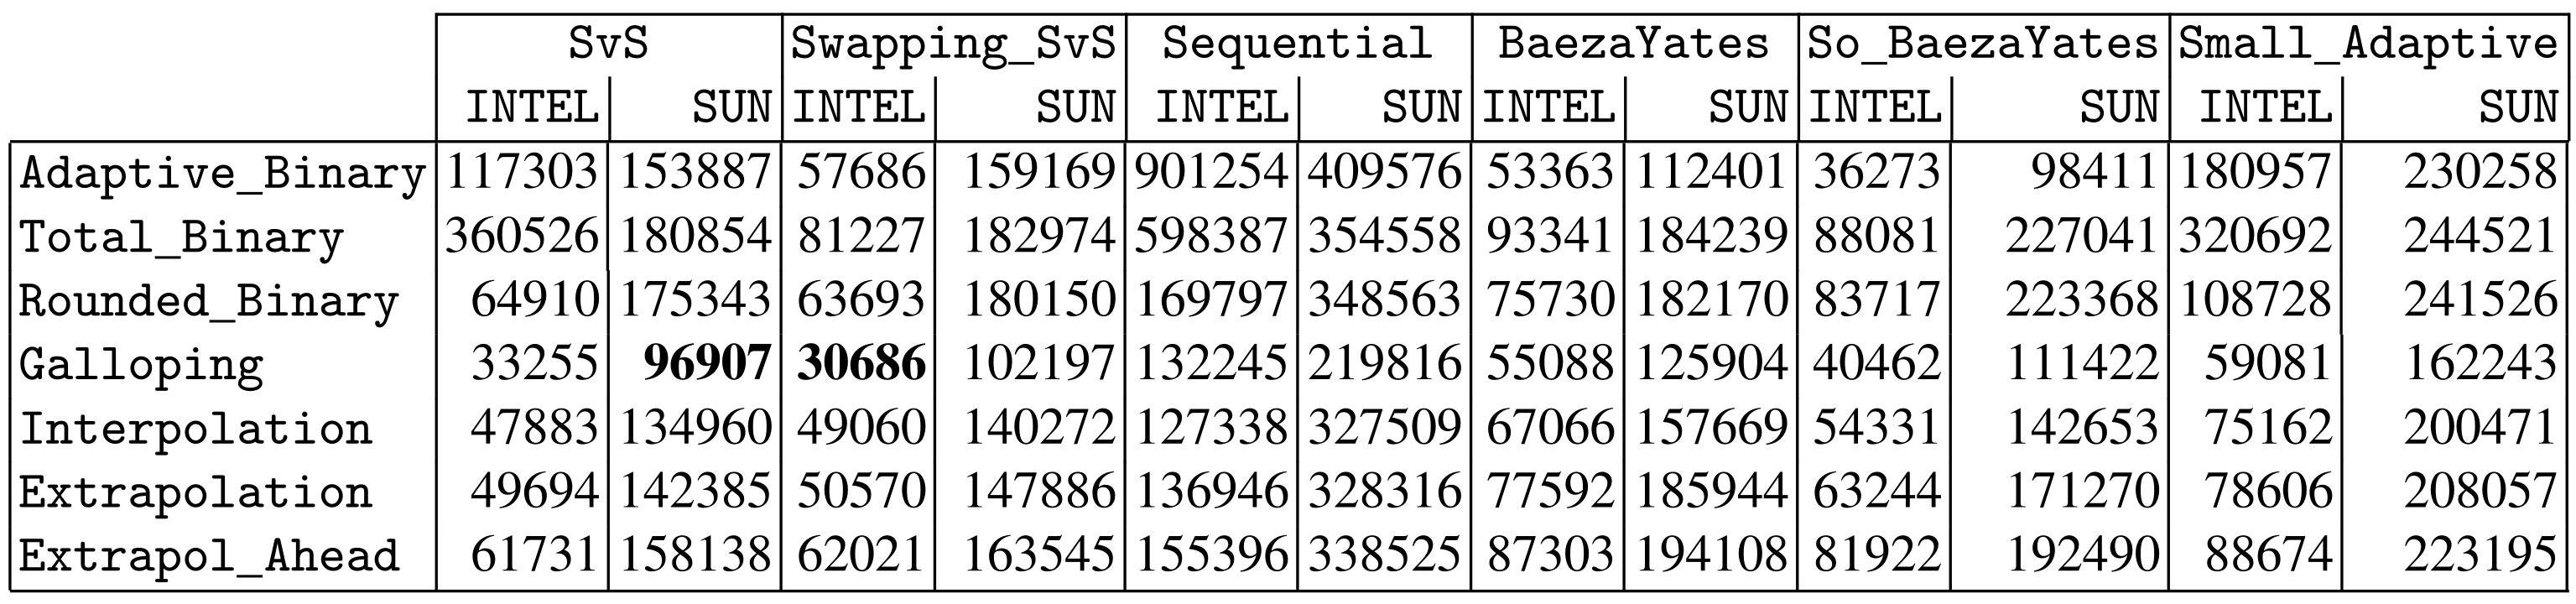 SvS Swapping_SvS Sequential BaezaYates So_BaezaYates Small_Adaptive
INTEL SUN INTEL SUN INTEL SUN INTEL SUN INTEL SUN INTEL SUN
Adaptive_Binary 117303 153887 57686 159169 901254 409576 53363 112401 36273 98411 180957 230258
Total_Binary 360526 180854 81227 182974 598387 354558 93341 184239 88081 227041 320692 244521
Rounded_Binary 64910 175343 63693 180150 169797 348563 75730 182170 83717 223368 108728 241526
Galloping 33255 96907 30686 102197 132245 219816 55088 125904 40462 111422 59081 162243
Interpolation 47883 134960 49060 140272 127338 327509 67066 157669 54331 142653 75162 200471
Extrapolation 49694 142385 50570 147886 136946 328316 77592 185944 63244 171270 78606 208057
Extrapol_Ahead 61731 158138 62021 163545 155396 338525 87303 194108 81922 192490 88674 223195